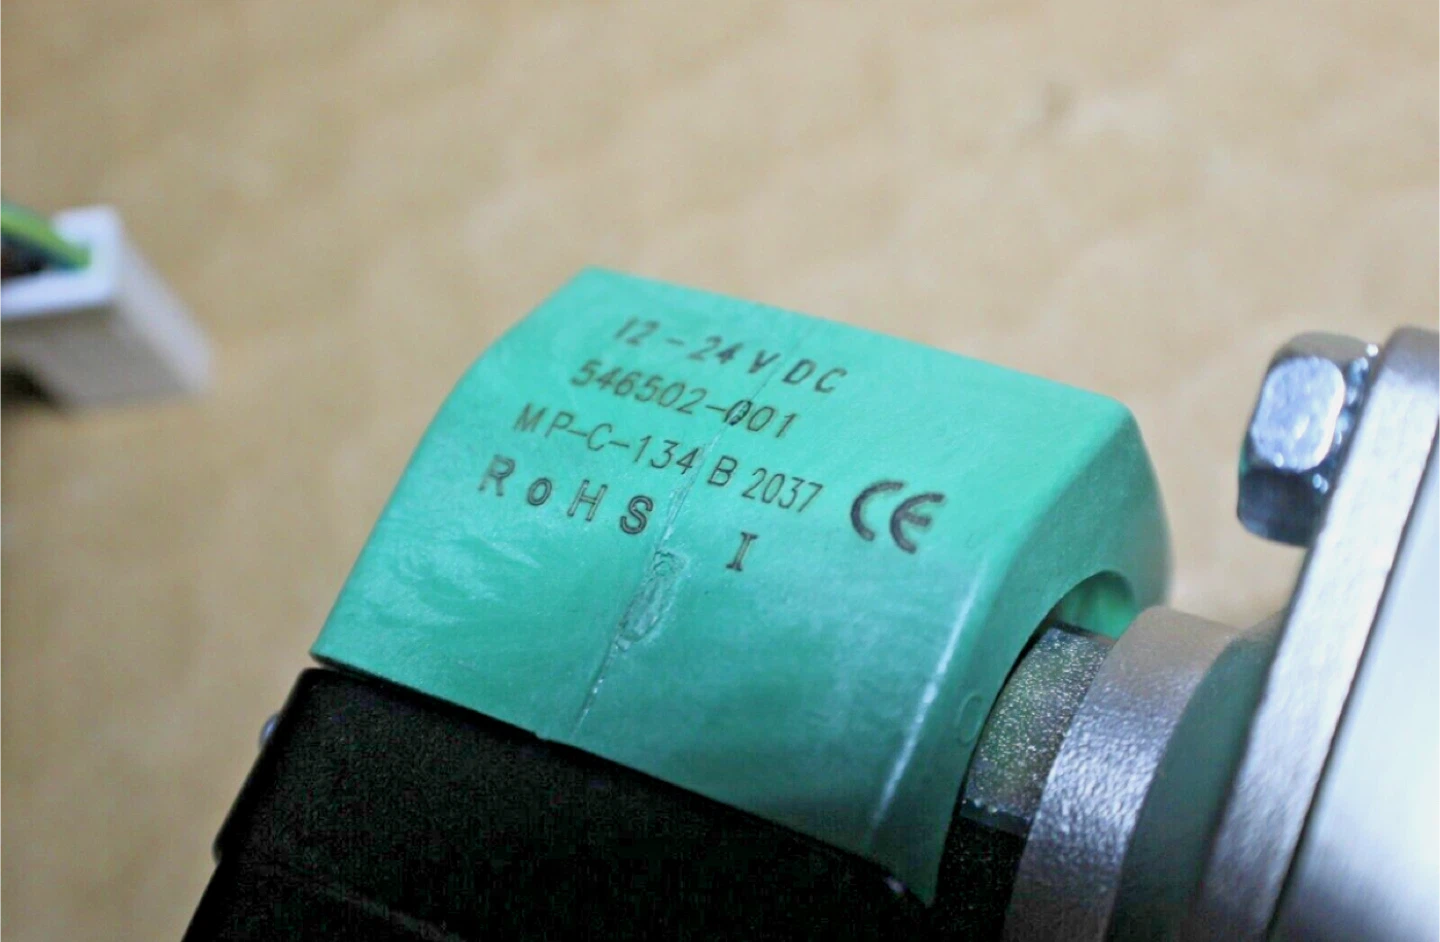 12-24 V DC
546502-001
MP-C-134 B 2037 CE
RoHS I